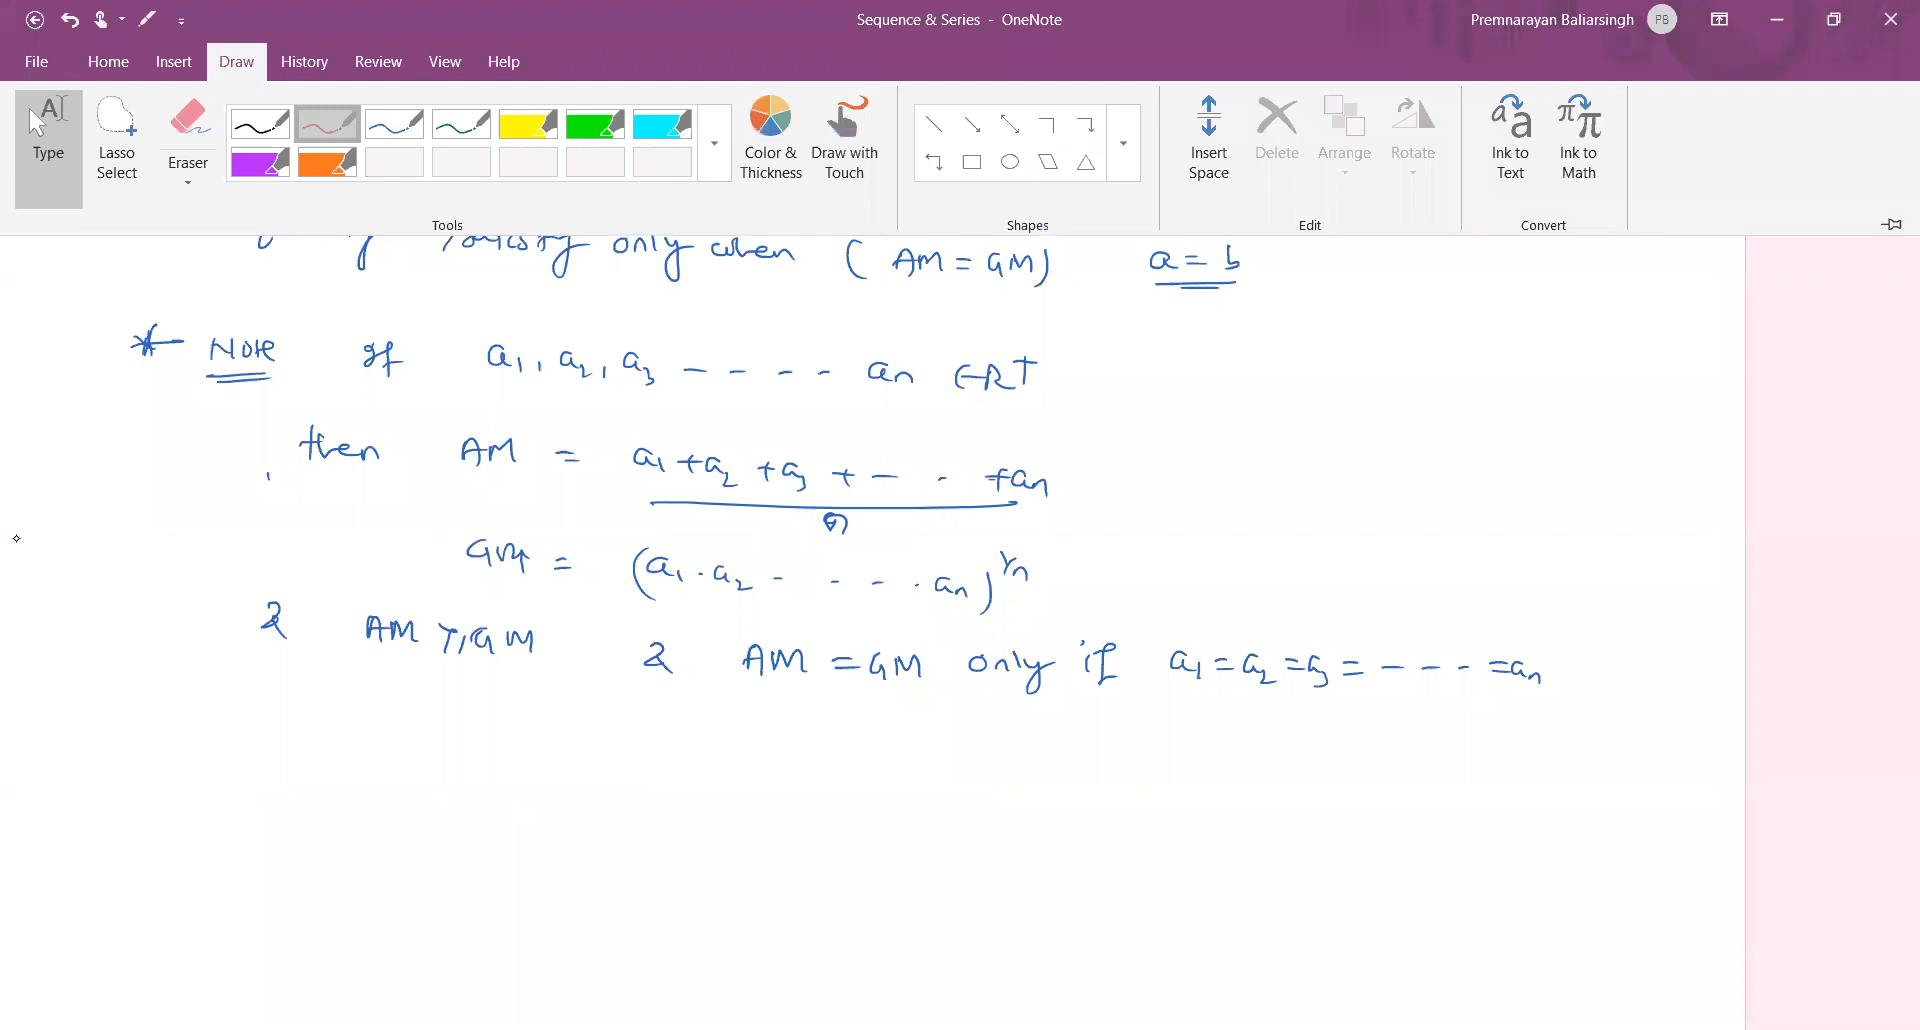 Sequence & Series - OneNote
Premnarayan Baliarsingh PB
File Home Insert Draw History Review View Help
Type
Lasso Select
Eraser
Color & Thickness
Draw with Touch
Insert Space
Delete
Arrange
Rotate
Ink to Text
Ink to Math
Tools
Shapes
Edit
Convert
satisfy only when (AM = GM) a = b
* Note If a₁, a₂, a₃ - - - - an ∈ R⁺
then AM = a₁ + a₂ + a₃ + - - + an
n
GM = (a₁ . a₂ - - - - . an)^1/n
& AM ≥ GM & AM = GM only if a₁ = a₂ = a₃ = - - - - = an